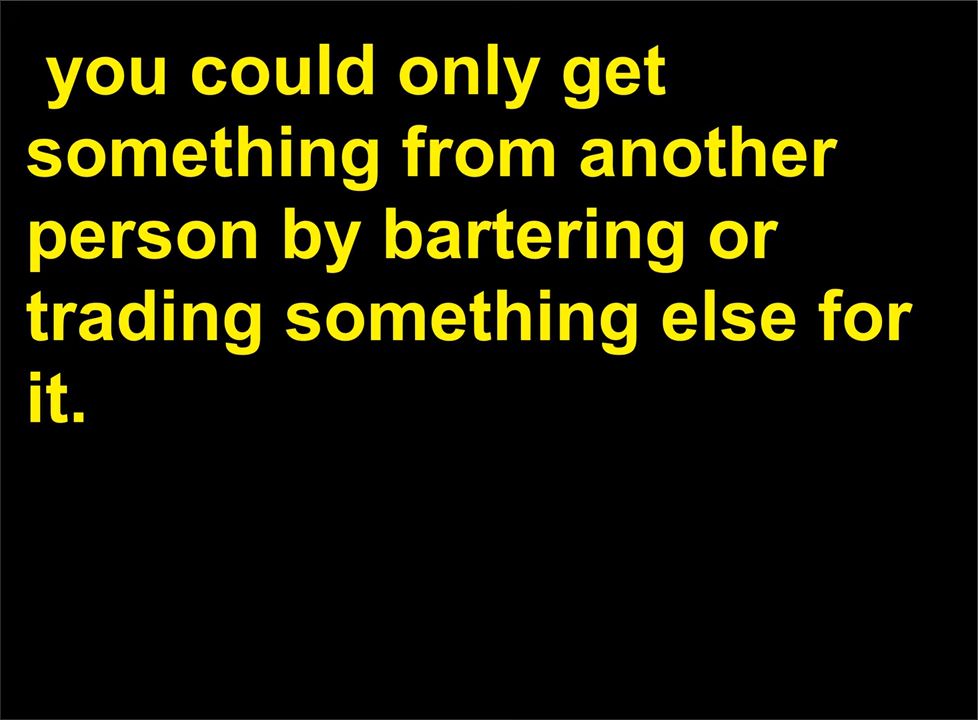 you could only get
something from another
person by bartering or
trading something else for
it.